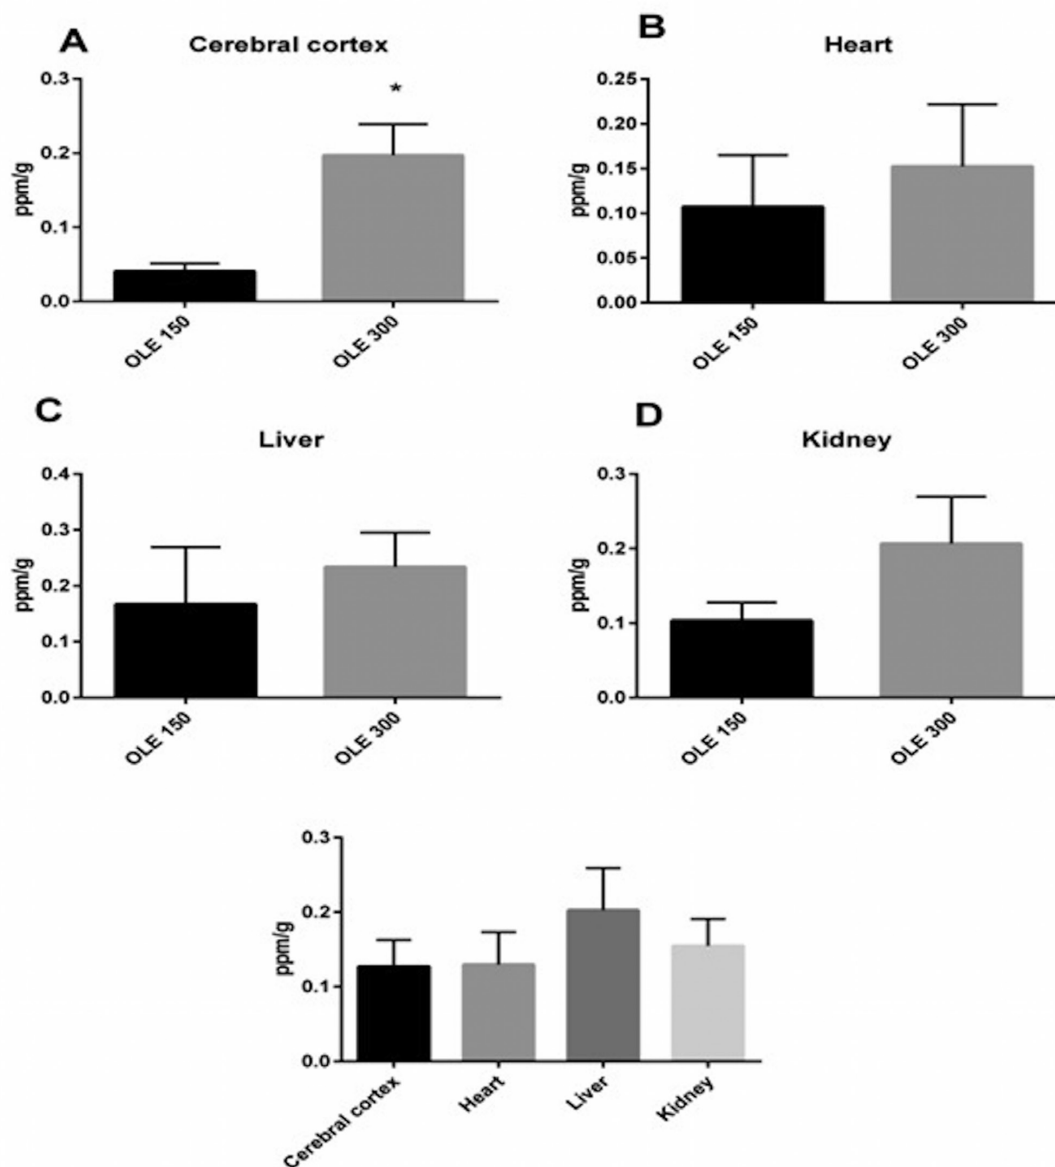 A
Cerebral cortex
0.3
*
0.2
ppm/g
0.1
0.0
OLE 150
OLE 300
B
Heart
0.25
0.20
0.15
ppm/g
0.10
0.05
0.00
OLE 150
OLE 300
C
Liver
0.4
0.3
ppm/g
0.2
0.1
0.0
OLE 150
OLE 300
D
Kidney
0.3
0.2
ppm/g
0.1
0.0
OLE 150
OLE 300
0.3
0.2
ppm/g
0.1
0.0
Cerebral cortex
Heart
Liver
Kidney